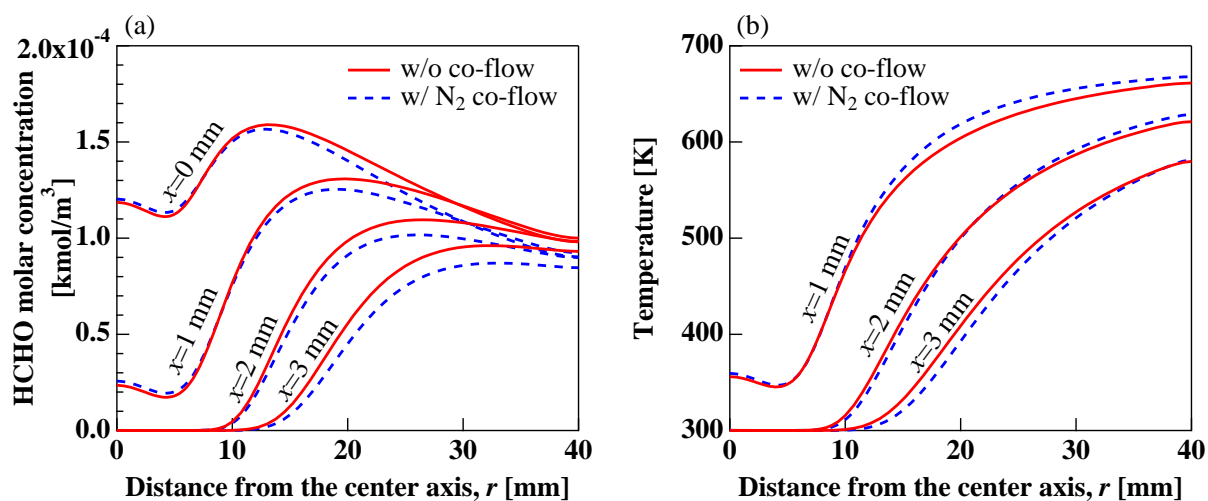 (a)
HCHO molar concentration
[kmol/m³]
2.0x10⁻⁴
1.5
1.0
0.5
0.0
w/o co-flow
w/ N₂ co-flow
x=0 mm
x=1 mm
x=2 mm
x=3 mm
0 10 20 30 40
Distance from the center axis, r [mm]
(b)
Temperature [K]
700
600
500
400
300
w/o co-flow
w/ N₂ co-flow
x=1 mm
x=2 mm
x=3 mm
0 10 20 30 40
Distance from the center axis, r [mm]